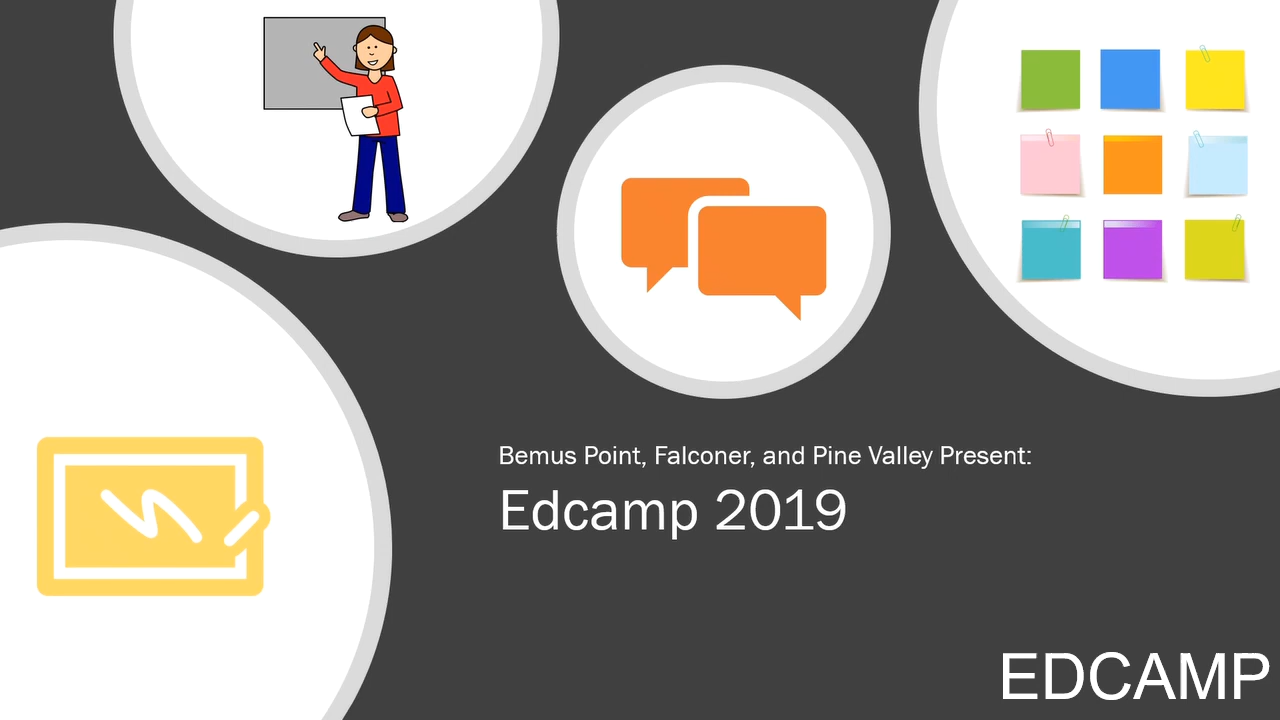 Bemus Point, Falconer, and Pine Valley Present:
Edcamp 2019
EDCAMP